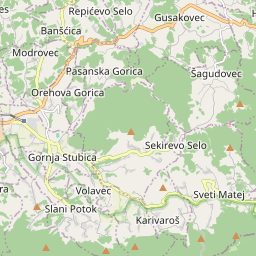 Repićevo Selo
Gusakovec
Banšćica
Modrovec
Pasanska Gorica
Šagudovec
Orehova Gorica
Sekirevo Selo
Gornja Stubica
Volavec
Sveti Matej
Slani Potok
Karivaroš